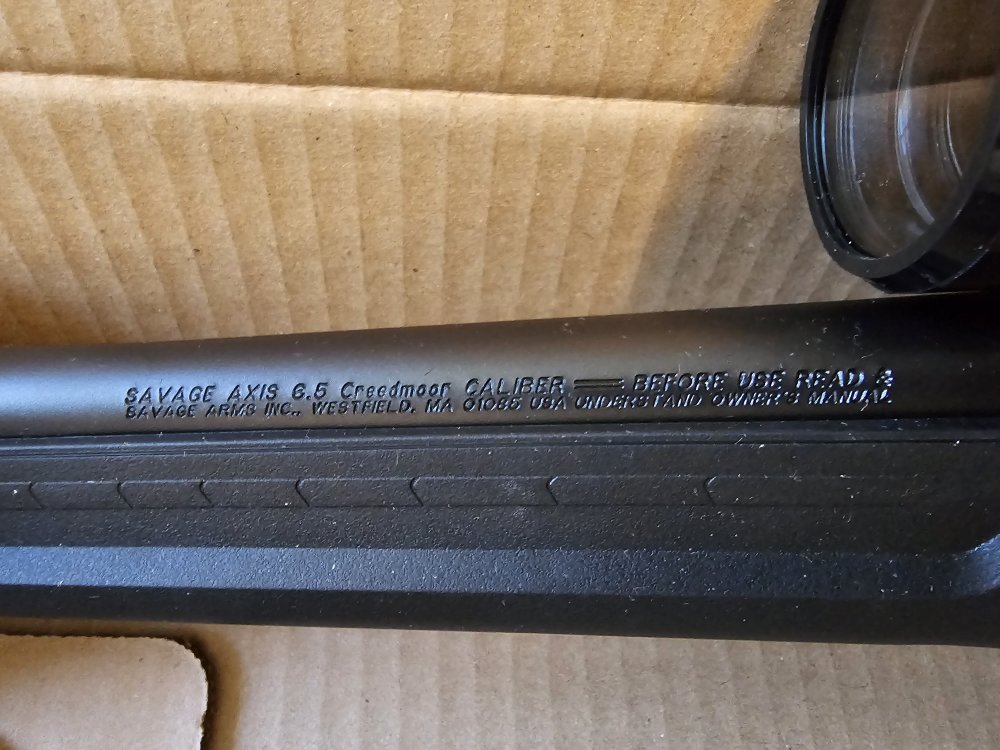 SAVAGE AXIS 6.5 Creedmoor CALIBER == BEFORE USE READ &
SAVAGE ARMS INC., WESTFIELD, MA 01085 USA UNDERSTAND OWNER'S MANUAL